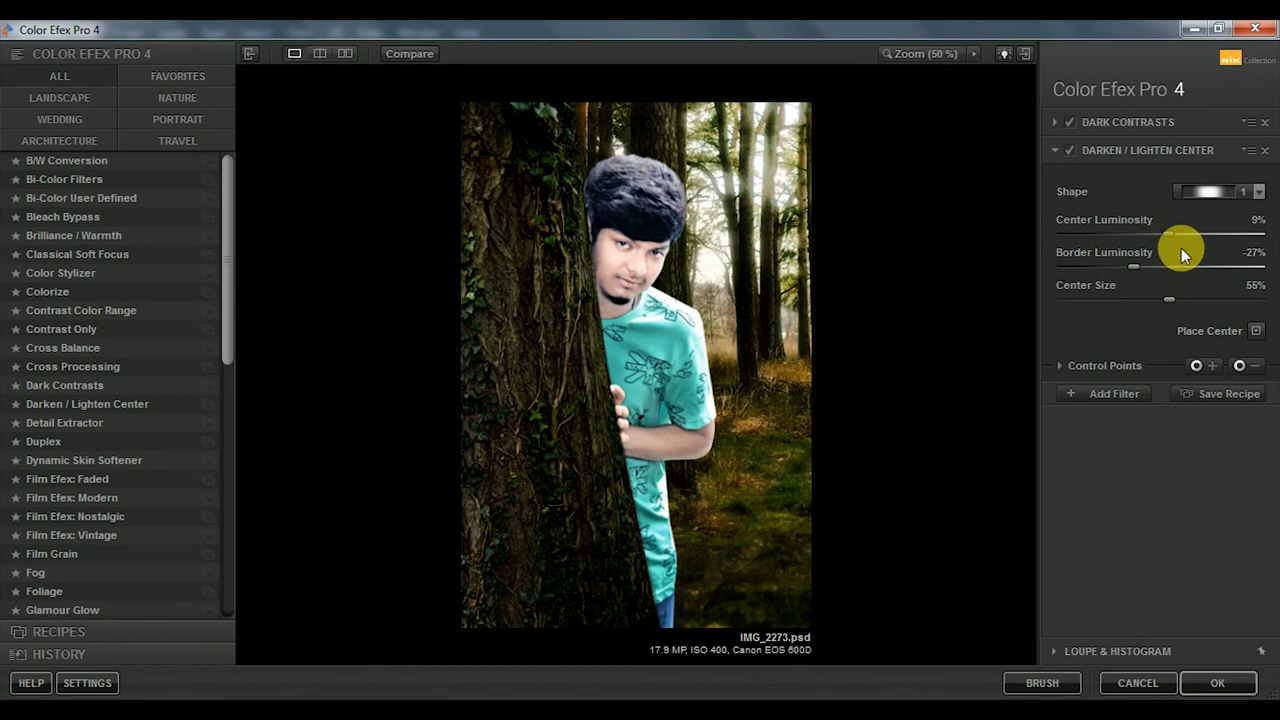 Color Efex Pro 4
COLOR EFEX PRO 4
ALL
FAVORITES
LANDSCAPE
NATURE
WEDDING
PORTRAIT
ARCHITECTURE
TRAVEL
B/W Conversion
Bi-Color Filters
Bi-Color User Defined
Bleach Bypass
Brilliance / Warmth
Classical Soft Focus
Color Stylizer
Colorize
Contrast Color Range
Contrast Only
Cross Balance
Cross Processing
Dark Contrasts
Darken / Lighten Center
Detail Extractor
Duplex
Dynamic Skin Softener
Film Efex: Faded
Film Efex: Modern
Film Efex: Nostalgic
Film Efex: Vintage
Film Grain
Fog
Foliage
Glamour Glow
RECIPES
HISTORY
HELP
SETTINGS
Compare
Zoom (50 %)
IMG_2273.psd
17.9 MP, ISO 400, Canon EOS 600D
Nik Collection
Color Efex Pro 4
DARK CONTRASTS
DARKEN / LIGHTEN CENTER
Shape 1
Center Luminosity 9%
Border Luminosity -27%
Center Size 55%
Place Center
Control Points
Add Filter
Save Recipe
LOUPE & HISTOGRAM
BRUSH
CANCEL
OK